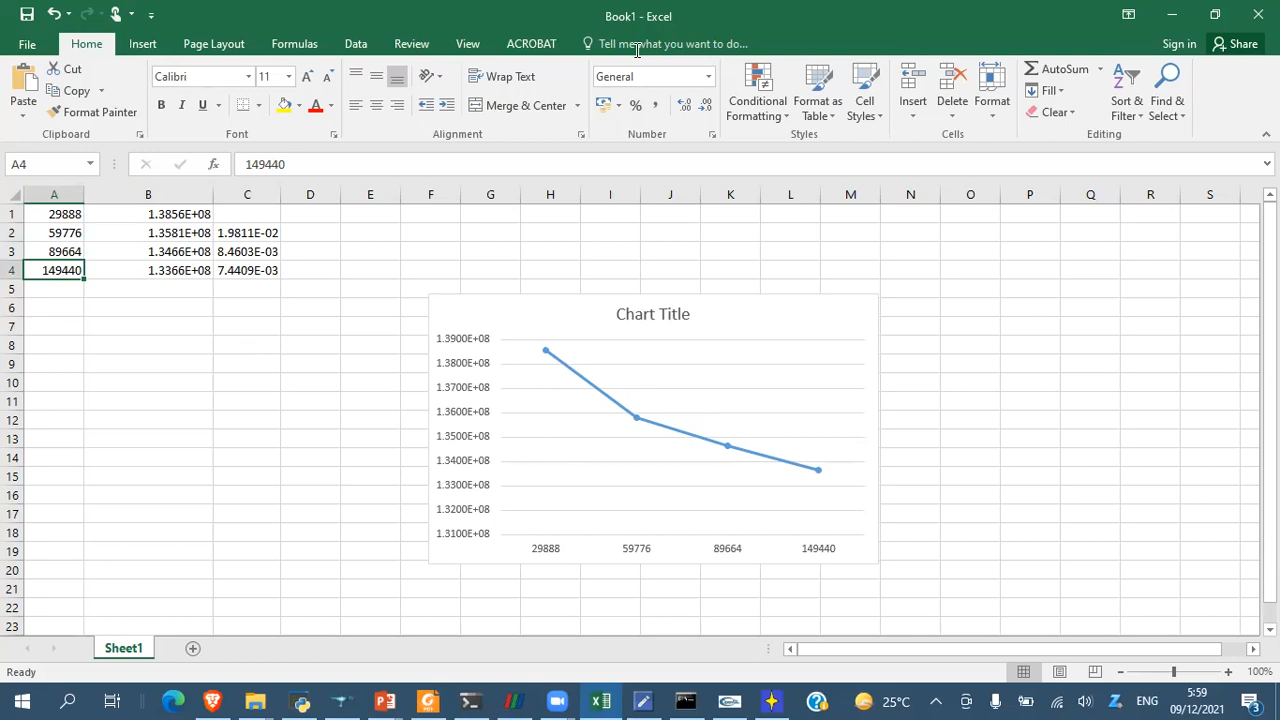 Book1 - Excel
File Home Insert Page Layout Formulas Data Review View ACROBAT Tell me what you want to do... Sign in Share
Paste
Cut
Copy
Format Painter
Clipboard
Calibri 11
B I U A
Font
Wrap Text
Merge & Center
Alignment
General
% ,
Number
Conditional Formatting
Format as Table
Cell Styles
Styles
Insert Delete Format
Cells
AutoSum
Fill
Clear
Sort & Filter
Find & Select
Editing
A4 fx 149440
A B C D E F G H I J K L M N O P Q R S
1 29888 1.3856E+08
2 59776 1.3581E+08 1.9811E-02
3 89664 1.3466E+08 8.4603E-03
4 149440 1.3366E+08 7.4409E-03
5
6
7
8
9
10
11
12
13
14
15
16
17
18
19
20
21
22
23
Chart Title
1.3900E+08
1.3800E+08
1.3700E+08
1.3600E+08
1.3500E+08
1.3400E+08
1.3300E+08
1.3200E+08
1.3100E+08
29888 59776 89664 149440
Sheet1
Ready 100%
25°C ENG 5:59
09/12/2021 3